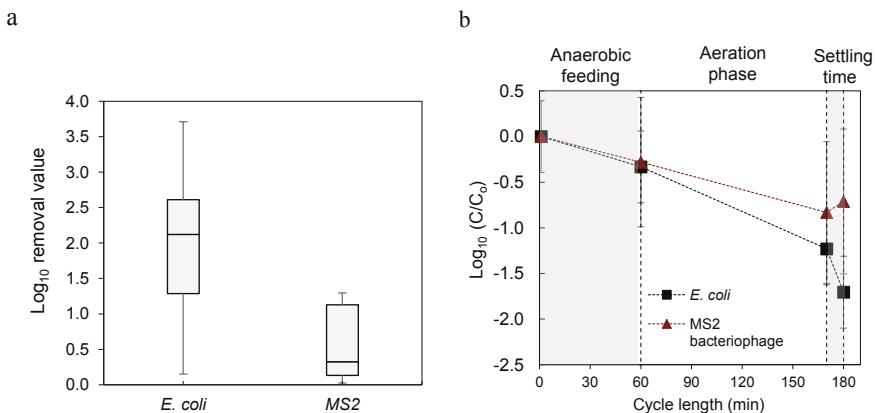 a
Log10 removal value
4.0
3.5
3.0
2.5
2.0
1.5
1.0
0.5
0.0
E. coli MS2
b
Anaerobic feeding
Aeration phase
Settling time
Log10 (C/Co)
0.5
0.0
-0.5
-1.0
-1.5
-2.0
-2.5
E. coli
MS2
bacteriophage
0 30 60 90 120 150 180
Cycle length (min)